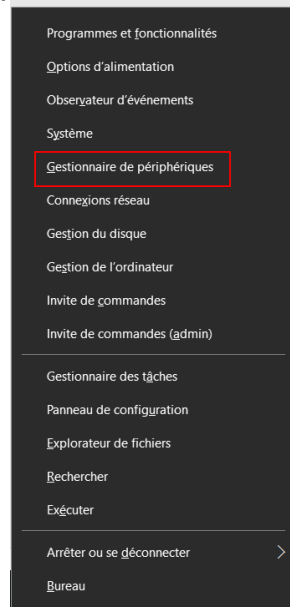 Programmes et fonctionnalités
Options d'alimentation
Observateur d'événements
Système
Gestionnaire de périphériques
Connexions réseau
Gestion du disque
Gestion de l'ordinateur
Invite de commandes
Invite de commandes (admin)
Gestionnaire des tâches
Panneau de configuration
Explorateur de fichiers
Rechercher
Exécuter
Arrêter ou se déconnecter
Bureau